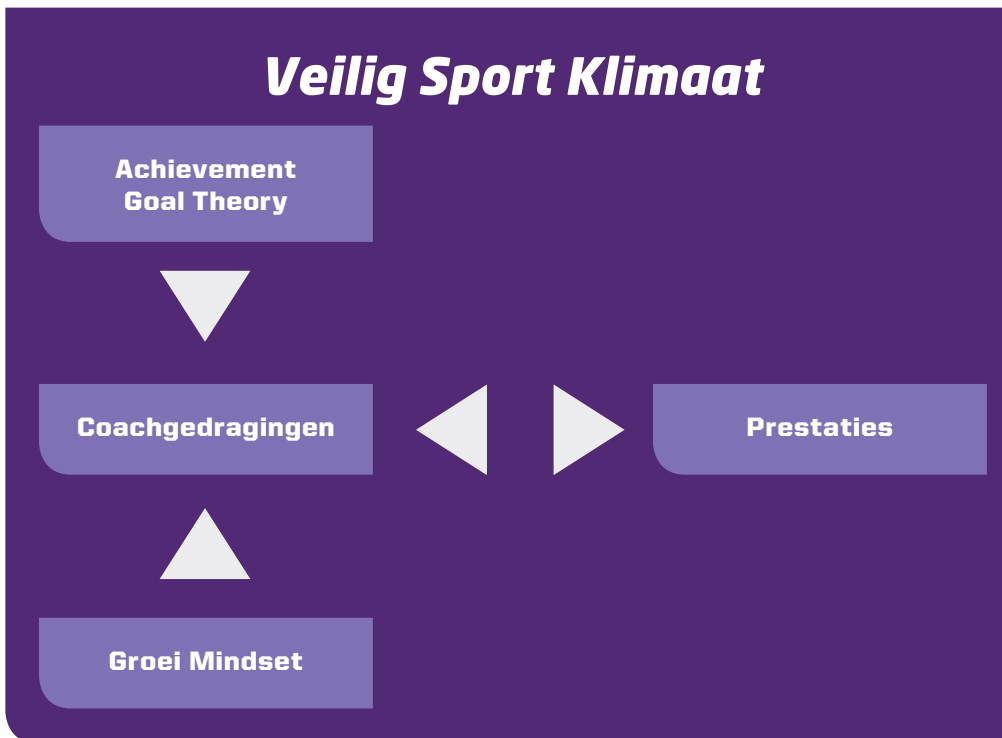 Veilig Sport Klimaat
Achievement
Goal Theory
Coachgedragingen
Prestaties
Groei Mindset